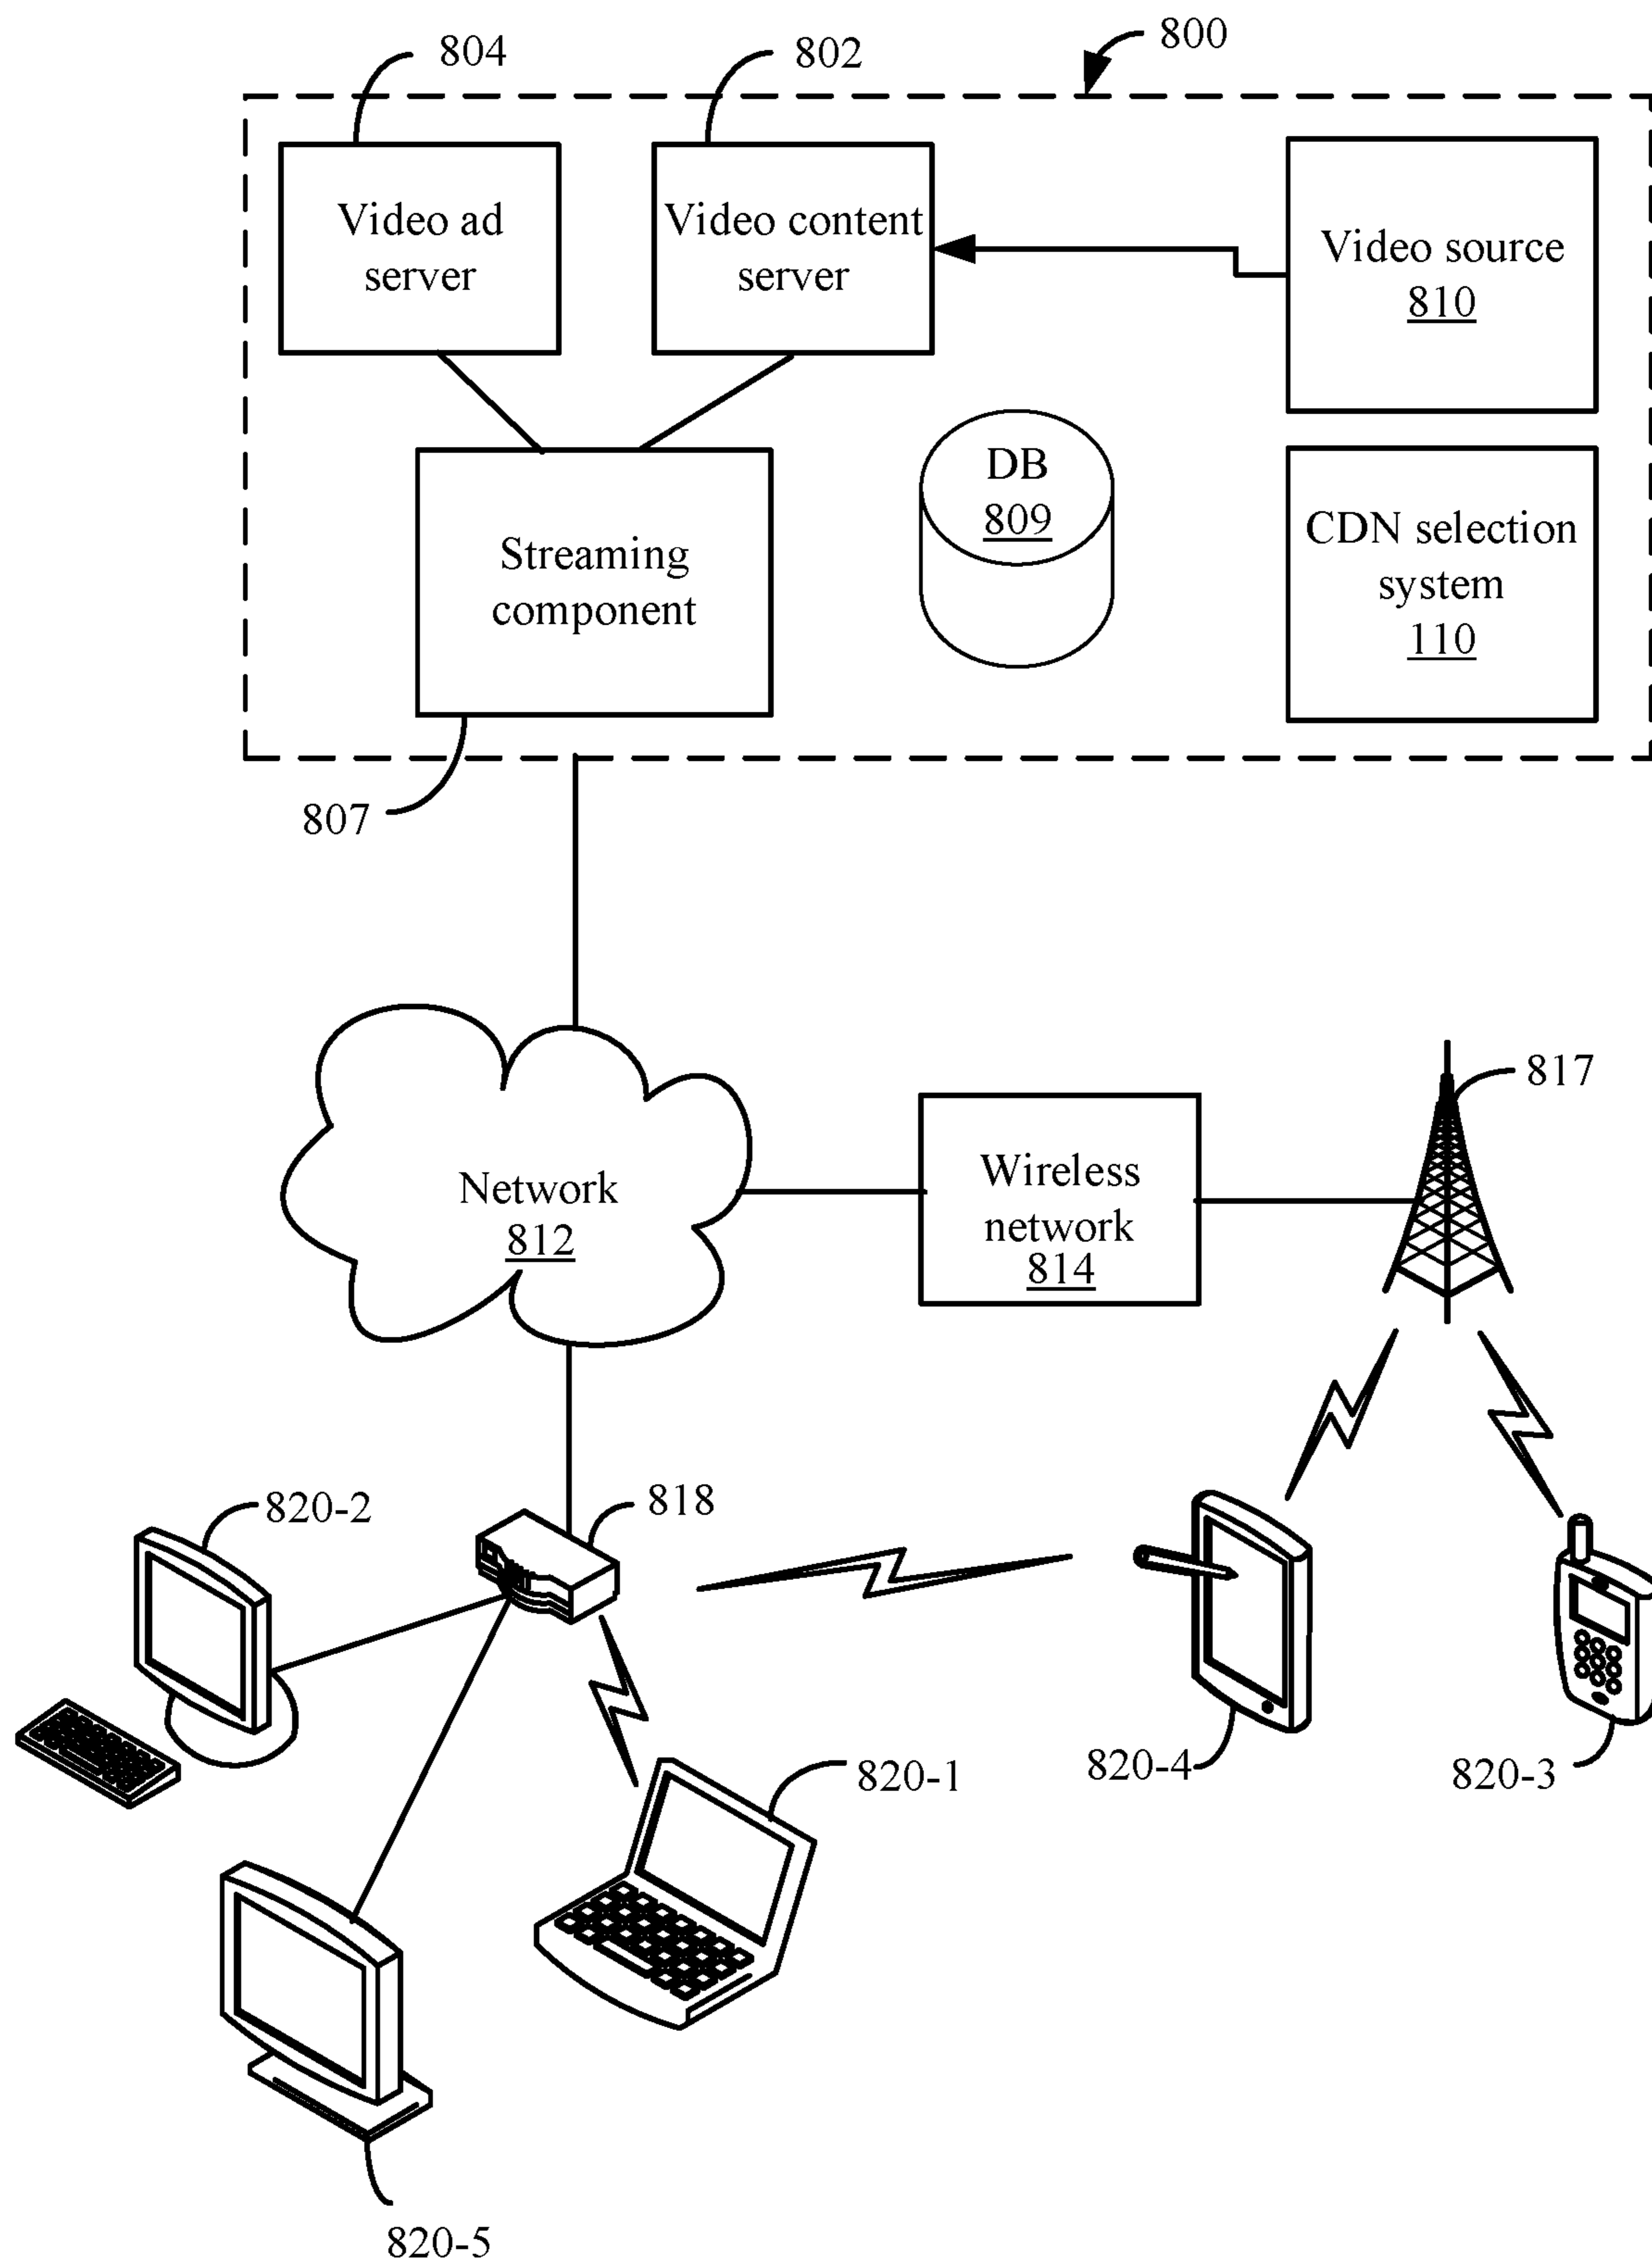 800
804
802
Video ad
server
Video content
server
Video source
810
DB
809
CDN selection
system
110
Streaming
component
807
Network
812
Wireless
network
814
817
820-2
818
820-1
820-4
820-3
820-5